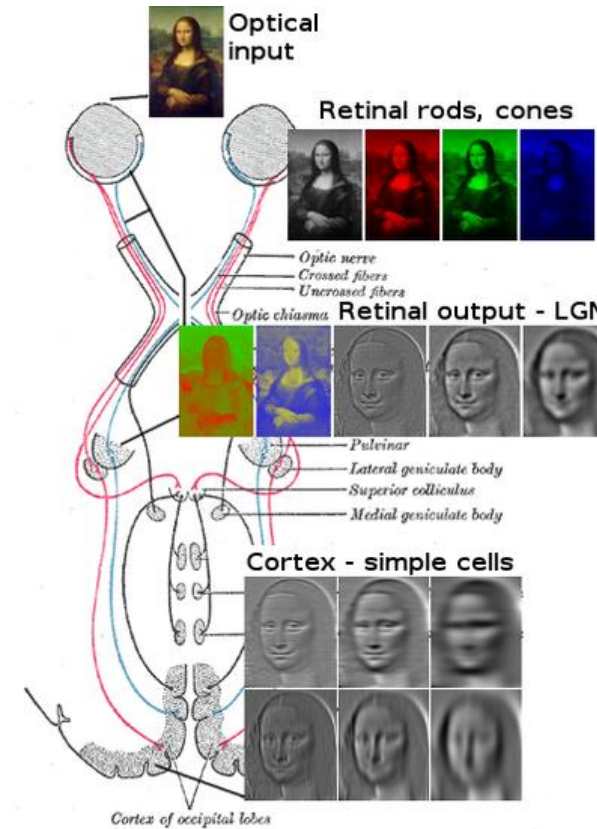 Optical
input
Retinal rods, cones
Optic nerve
Crossed fibers
Uncrossed fibers
Optic chiasma
Retinal output - LGN
Pulvinar
Lateral geniculate body
Superior colliculus
Medial geniculate body
Cortex - simple cells
Cortex of occipital lobes